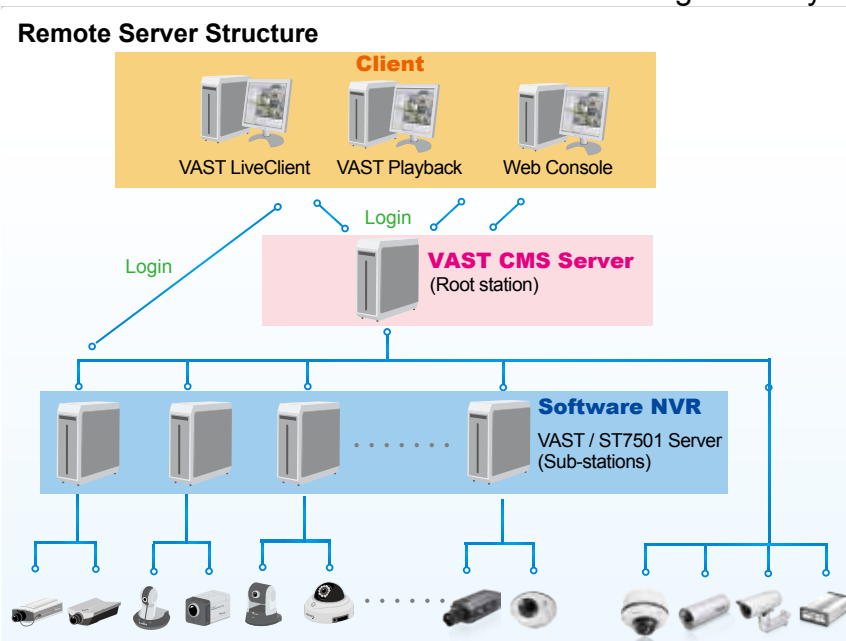 Remote Server Structure
Client
VAST LiveClient
VAST Playback
Web Console
Login
Login
VAST CMS Server
(Root station)
Software NVR
VAST / ST7501 Server
(Sub-stations)